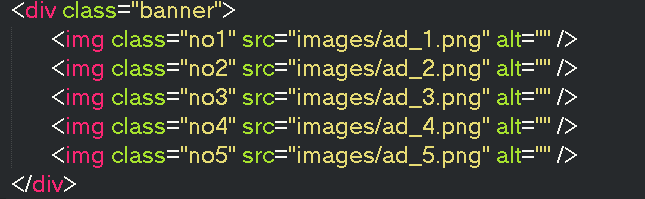 <div class="banner">
<img class="no1" src="images/ad_1.png" alt="" />
<img class="no2" src="images/ad_2.png" alt="" />
<img class="no3" src="images/ad_3.png" alt="" />
<img class="no4" src="images/ad_4.png" alt="" />
<img class="no5" src="images/ad_5.png" alt="" />
</div>